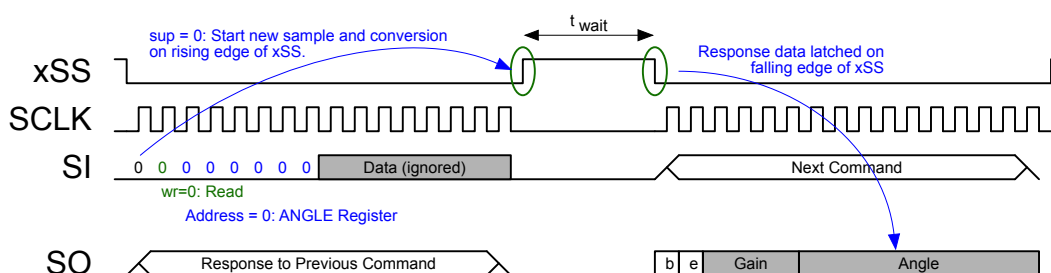 sup = 0: Start new sample and conversion
on rising edge of xSS.
t wait
Response data latched on
falling edge of xSS
xSS
SCLK
SI
0 0 0 0 0 0 0 0
Data (ignored)
Next Command
wr=0: Read
Address = 0: ANGLE Register
SO
Response to Previous Command
b e Gain Angle